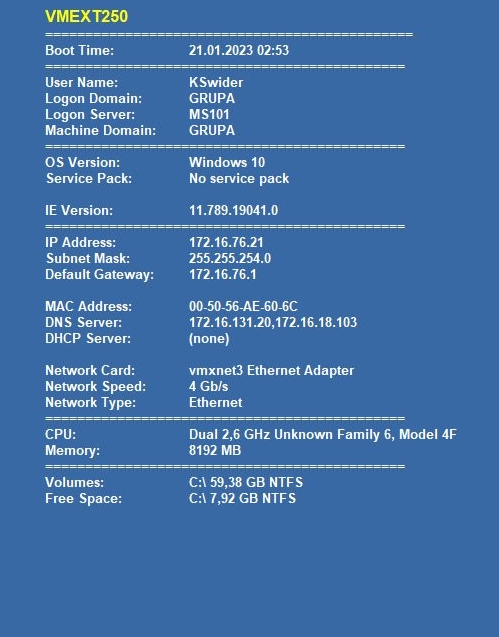 VMEXT250
==============================================
Boot Time: 21.01.2023 02:53
=============================================
User Name: KSwider
Logon Domain: GRUPA
Logon Server: MS101
Machine Domain: GRUPA
=============================================
OS Version: Windows 10
Service Pack: No service pack
IE Version: 11.789.19041.0
=============================================
IP Address: 172.16.76.21
Subnet Mask: 255.255.254.0
Default Gateway: 172.16.76.1
MAC Address: 00-50-56-AE-60-6C
DNS Server: 172.16.131.20,172.16.18.103
DHCP Server: (none)
Network Card: vmxnet3 Ethernet Adapter
Network Speed: 4 Gb/s
Network Type: Ethernet
=============================================
CPU: Dual 2,6 GHz Unknown Family 6, Model 4F
Memory: 8192 MB
=============================================
Volumes: C:\ 59,38 GB NTFS
Free Space: C:\ 7,92 GB NTFS